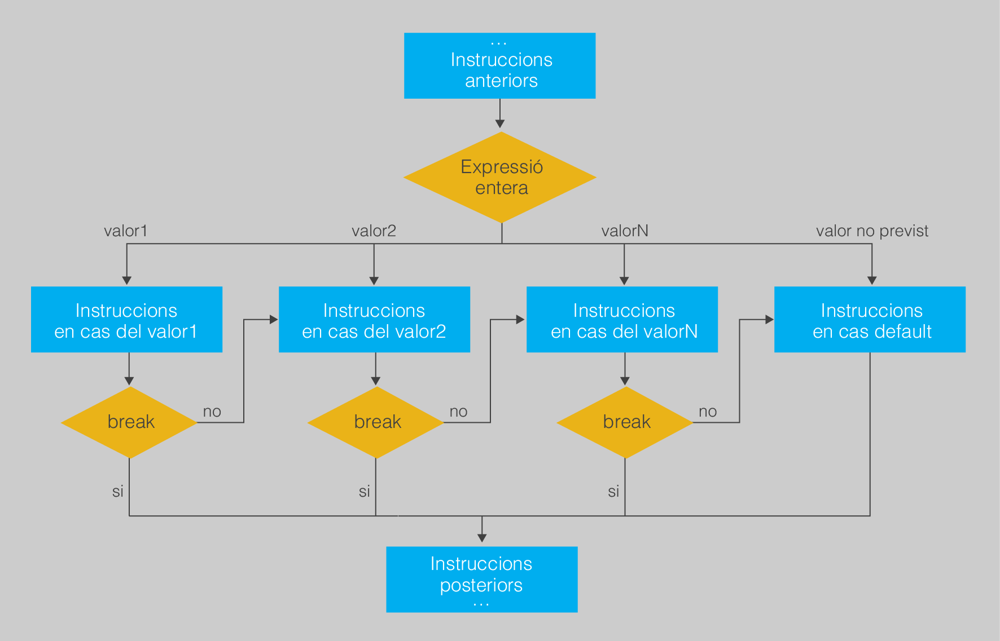 ...
Instruccions
anteriors
Expressió
entera
valor1
valor2
valorN
valor no previst
Instruccions
en cas del valor1
Instruccions
en cas del valor2
Instruccions
en cas del valorN
Instruccions
en cas default
break
no
break
no
break
no
si
si
si
Instruccions
posteriors
...